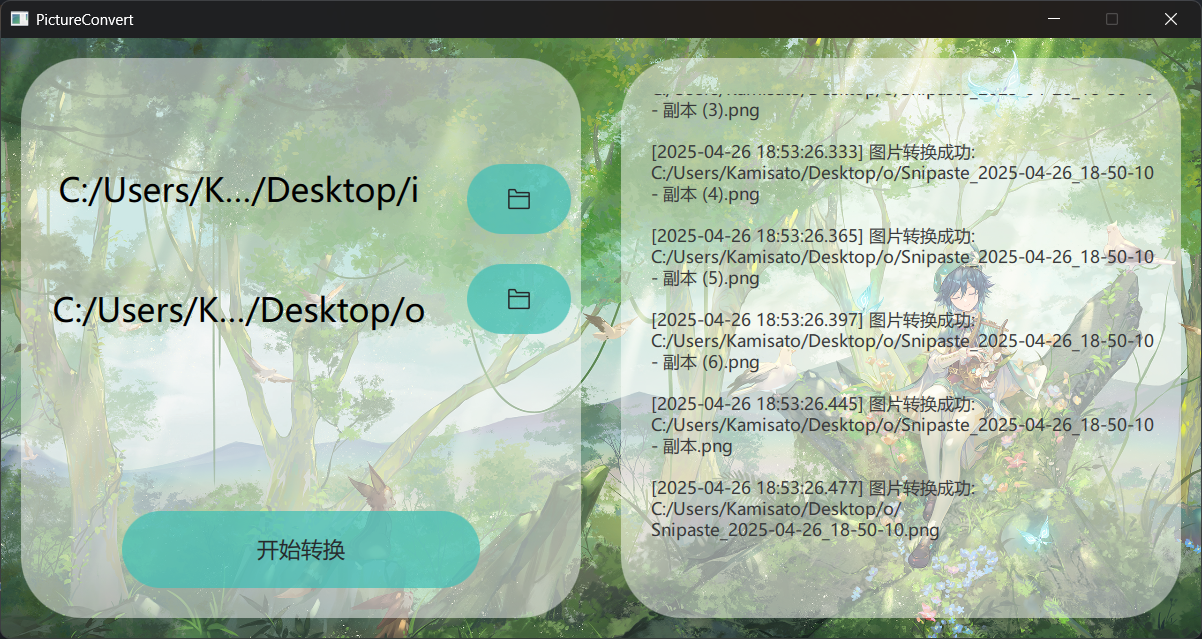 PictureConvert
C:/Users/K.../Desktop/i
C:/Users/K.../Desktop/o
开始转换
- 副本 (3).png
[2025-04-26 18:53:26.333] 图片转换成功:
C:/Users/Kamisato/Desktop/o/Snipaste_2025-04-26_18-50-10
- 副本 (4).png
[2025-04-26 18:53:26.365] 图片转换成功:
C:/Users/Kamisato/Desktop/o/Snipaste_2025-04-26_18-50-10
- 副本 (5).png
[2025-04-26 18:53:26.397] 图片转换成功:
C:/Users/Kamisato/Desktop/o/Snipaste_2025-04-26_18-50-10
- 副本 (6).png
[2025-04-26 18:53:26.445] 图片转换成功:
C:/Users/Kamisato/Desktop/o/Snipaste_2025-04-26_18-50-10
- 副本.png
[2025-04-26 18:53:26.477] 图片转换成功:
C:/Users/Kamisato/Desktop/o/
Snipaste_2025-04-26_18-50-10.png